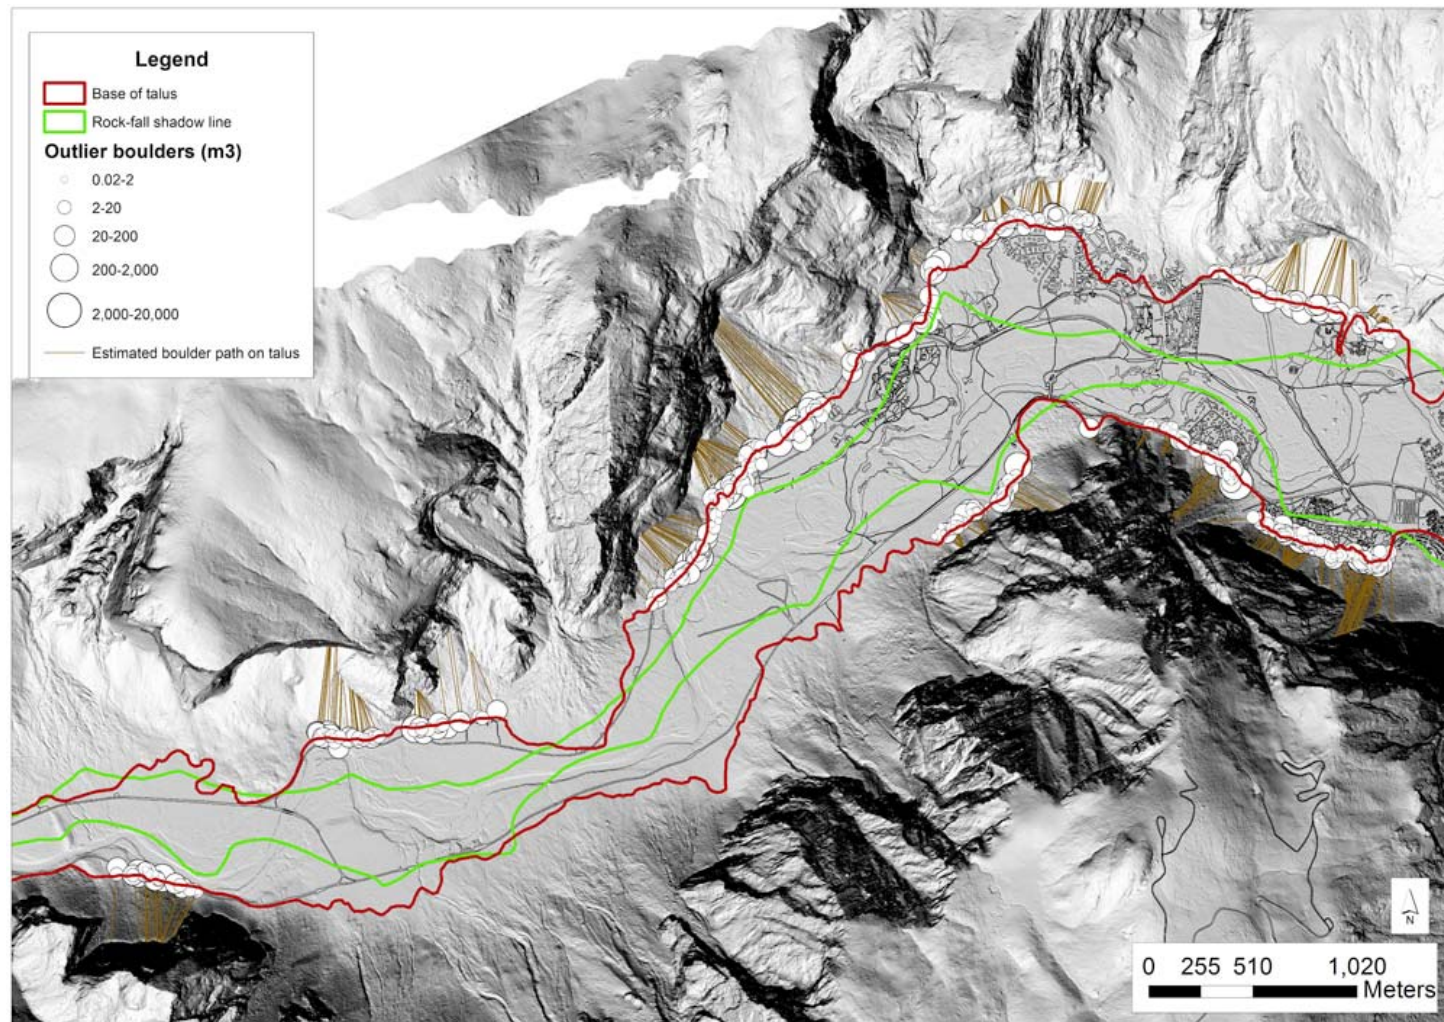 Legend
Base of talus
Rock-fall shadow line
Outlier boulders (m3)
0.02-2
2-20
20-200
200-2,000
2,000-20,000
Estimated boulder path on talus
N
0 255 510 1,020
Meters